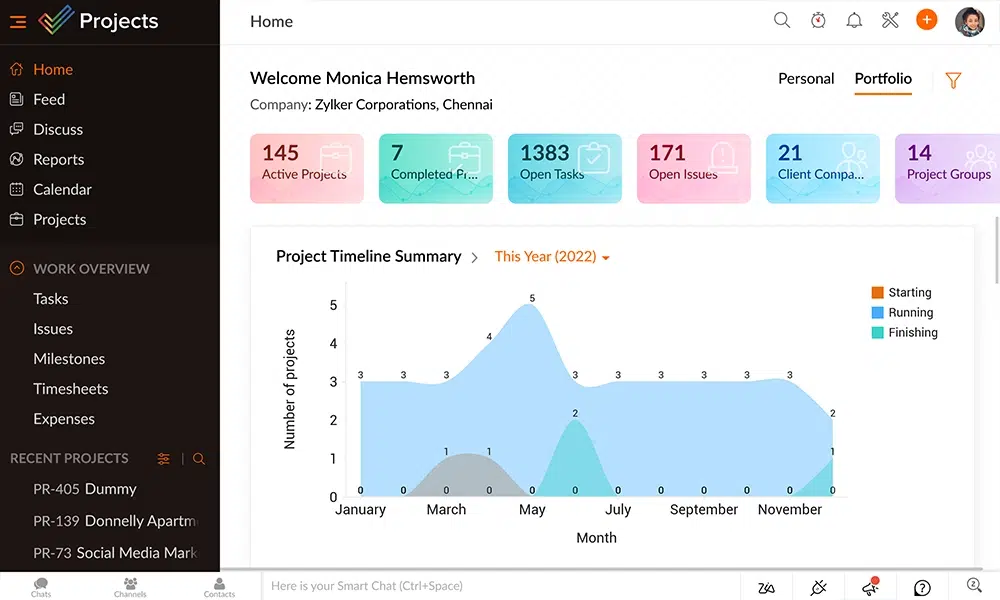 Projects
Home
Feed
Discuss
Reports
Calendar
Projects
WORK OVERVIEW
Tasks
Issues
Milestones
Timesheets
Expenses
RECENT PROJECTS
PR-405 Dummy
PR-139 Donnelly Apartm
PR-73 Social Media Mark
Home
Welcome Monica Hemsworth
Company: Zylker Corporations, Chennai
Personal Portfolio
145 7 1383 171 21 14
Active Projects Completed Pr... Open Tasks Open Issues Client Compa... Project Groups
Project Timeline Summary > This Year (2022)
Starting
Running
Finishing
Number of projects
5
4
3
2
1
0
5
4
3 3 3 3 3 3 3 3 3
2 2
1 1 1
0 0 0 0 0 0 0 0 0 0 0 0
January March May July September November
Month
Chats Channels Contacts
Here is your Smart Chat (Ctrl+Space)